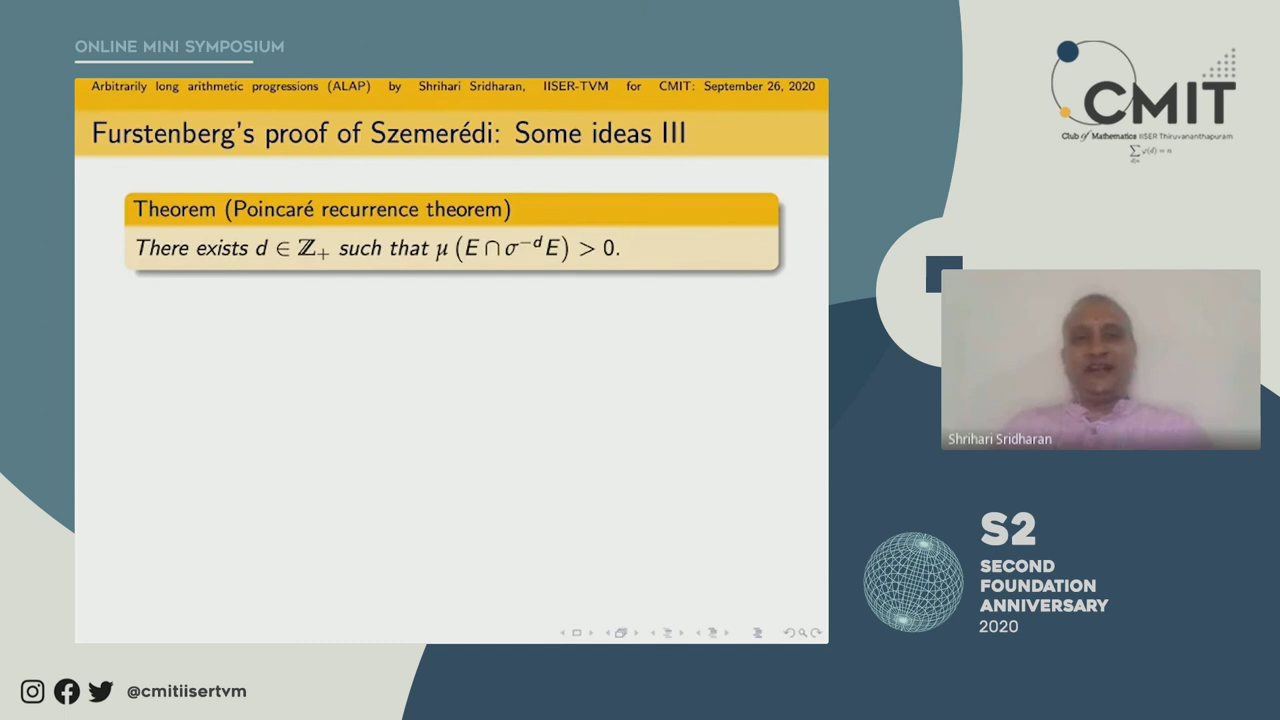 ONLINE MINI SYMPOSIUM
Arbitrarily long arithmetic progressions (ALAP) by Shrihari Sridharan, IISER-TVM for CMIT: September 26, 2020
Furstenberg's proof of Szemerédi: Some ideas III
Theorem (Poincaré recurrence theorem)
There exists d ∈ ℤ₊ such that μ (E ∩ σ⁻ᵈE) > 0.
CMIT
Club of Mathematics IISER Thiruvananthapuram
∑ φ(d) = n
d|n
Shrihari Sridharan
S2
SECOND
FOUNDATION
ANNIVERSARY
2020
@cmitiisertvm